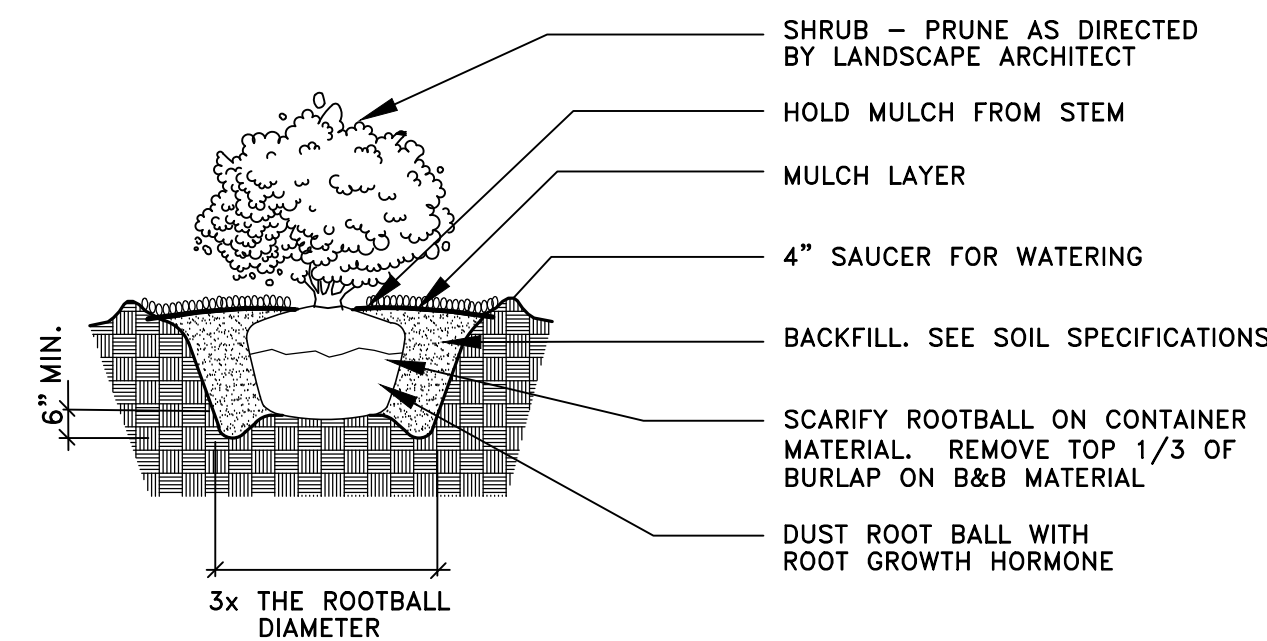 SHRUB – PRUNE AS DIRECTED
BY LANDSCAPE ARCHITECT
HOLD MULCH FROM STEM
MULCH LAYER
4” SAUCER FOR WATERING
BACKFILL. SEE SOIL SPECIFICATIONS
SCARIFY ROOTBALL ON CONTAINER
MATERIAL. REMOVE TOP 1/3 OF
BURLAP ON B&B MATERIAL
DUST ROOT BALL WITH
ROOT GROWTH HORMONE
6” MIN.
3x THE ROOTBALL
DIAMETER